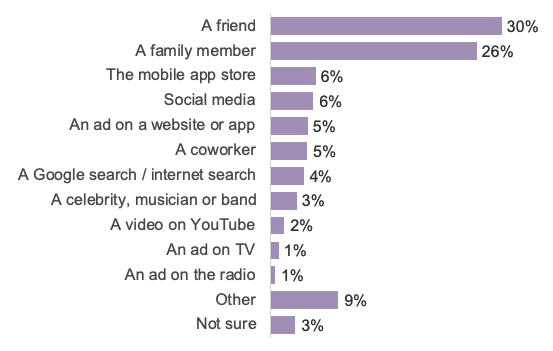 A friend 30%
A family member 26%
The mobile app store 6%
Social media 6%
An ad on a website or app 5%
A coworker 5%
A Google search / internet search 4%
A celebrity, musician or band 3%
A video on YouTube 2%
An ad on TV 1%
An ad on the radio 1%
Other 9%
Not sure 3%